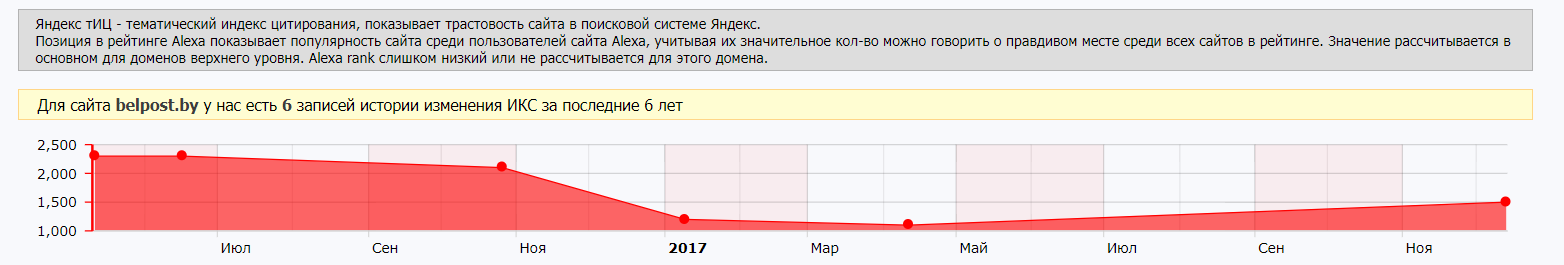 Яндекс тИЦ - тематический индекс цитирования, показывает трастовость сайта в поисковой системе Яндекс.
Позиция в рейтинге Alexa показывает популярность сайта среди пользователей сайта Alexa, учитывая их значительное кол-во можно говорить о правдивом месте среди всех сайтов в рейтинге. Значение рассчитывается в
основном для доменов верхнего уровня. Alexa rank слишком низкий или не рассчитывается для этого домена.
Для сайта belpost.by у нас есть 6 записей истории изменения ИКС за последние 6 лет
2,500
2,000
1,500
1,000
Июл Сен Ноя 2017 Мар Май Июл Сен Ноя